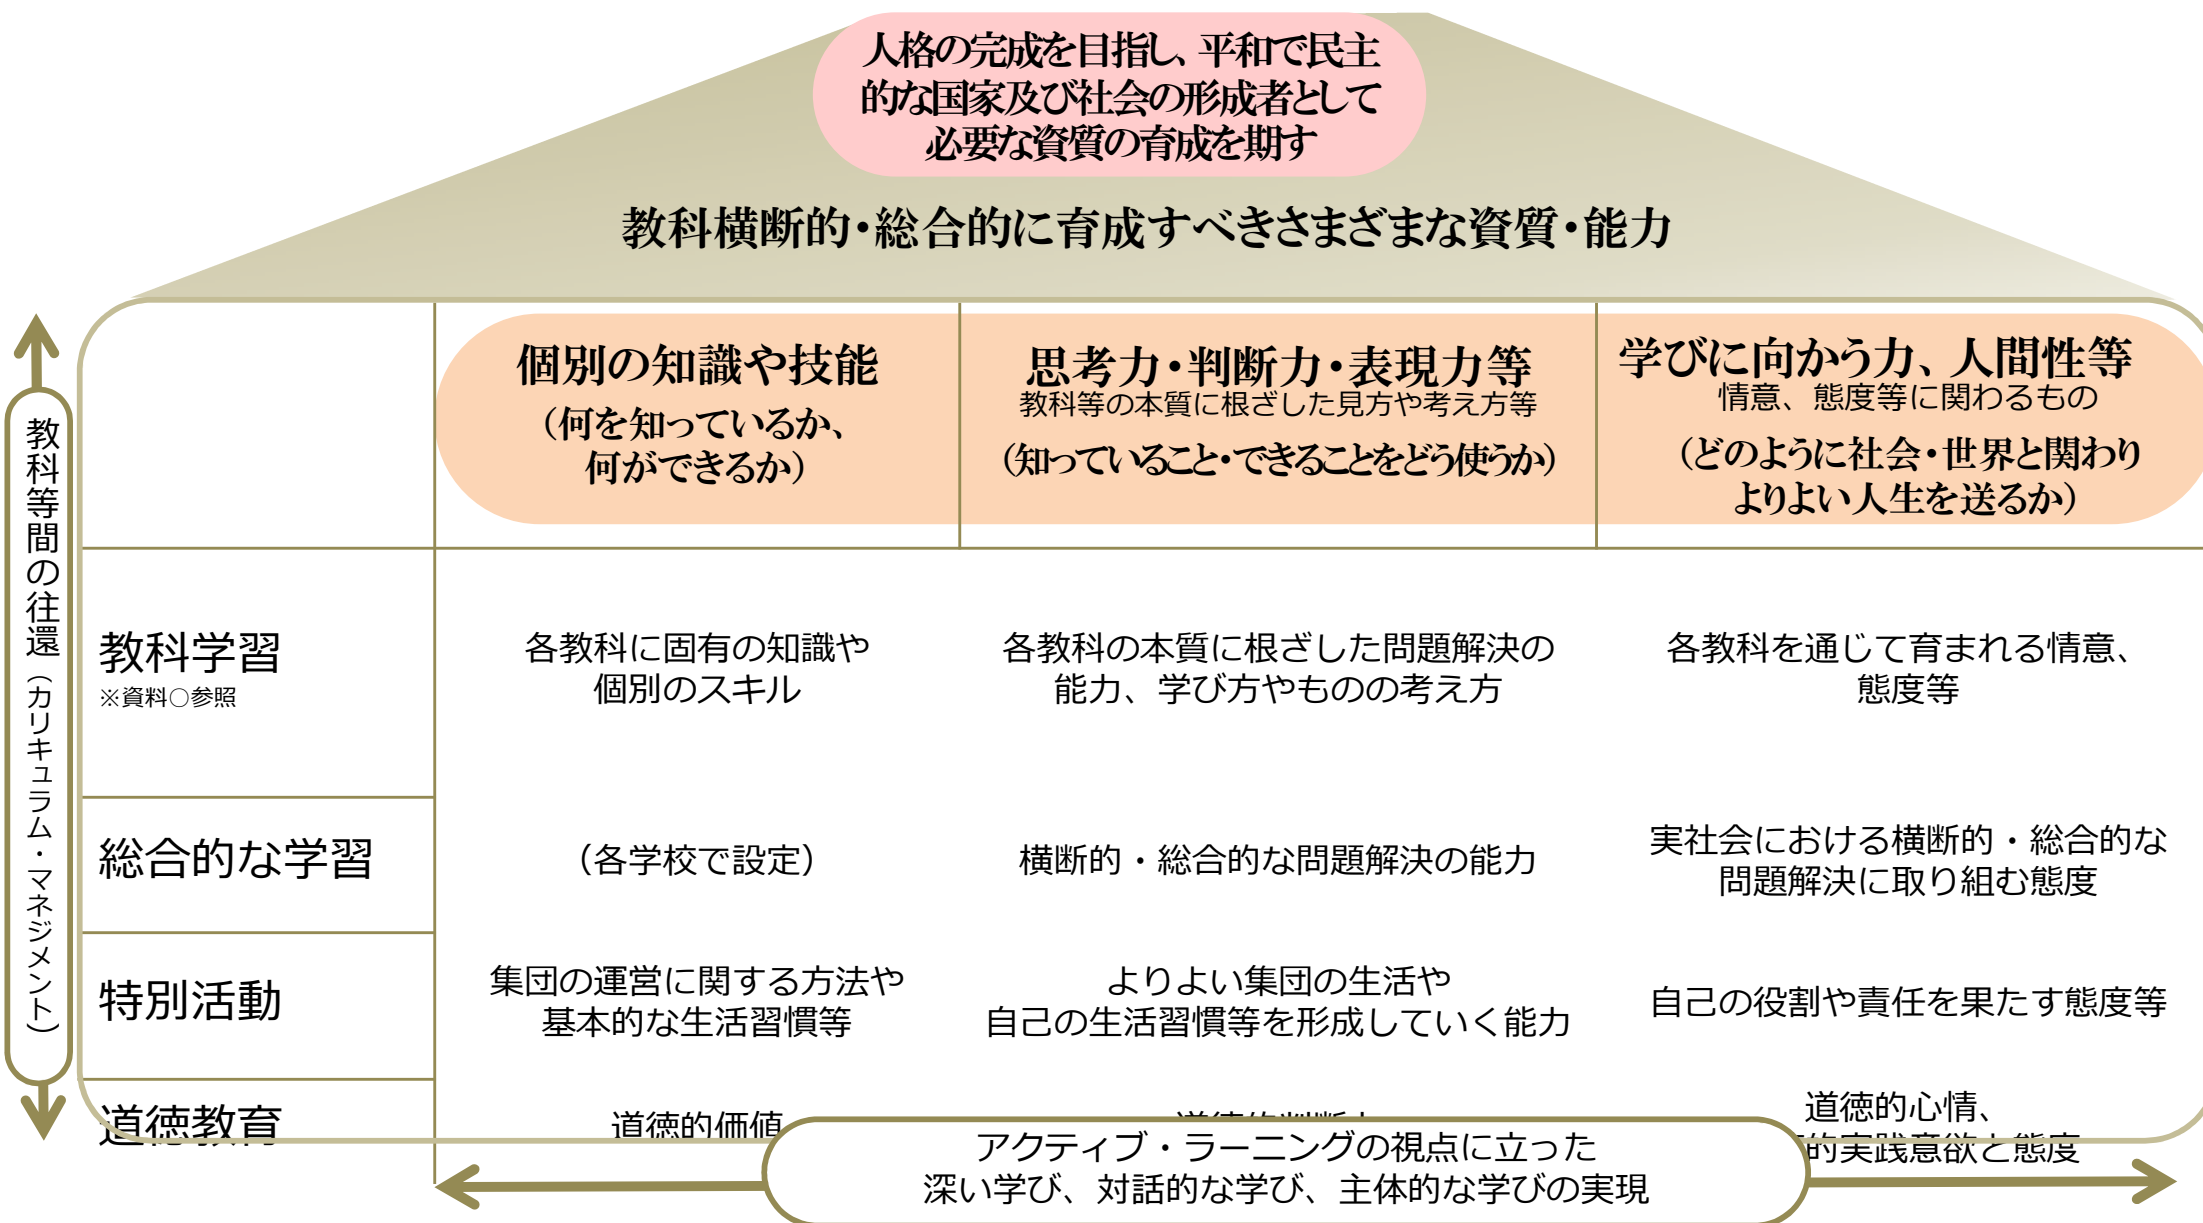 人格の完成を目指し、平和で民主
的な国家及び社会の形成者として
必要な資質の育成を期す
教科横断的・総合的に育成すべきさまざまな資質・能力
教科等間の往還（カリキュラム・マネジメント）
個別の知識や技能
（何を知っているか、
何ができるか）
思考力・判断力・表現力等
教科等の本質に根ざした見方や考え方等
（知っていること・できることをどう使うか）
学びに向かう力、人間性等
情意、態度等に関わるもの
（どのように社会・世界と関わり
よりよい人生を送るか）
教科学習
※資料○参照
各教科に固有の知識や
個別のスキル
各教科の本質に根ざした問題解決の
能力、学び方やものの考え方
各教科を通じて育まれる情意、
態度等
総合的な学習
（各学校で設定）
横断的・総合的な問題解決の能力
実社会における横断的・総合的な
問題解決に取り組む態度
特別活動
集団の運営に関する方法や
基本的な生活習慣等
よりよい集団の生活や
自己の生活習慣等を形成していく能力
自己の役割や責任を果たす態度等
道徳教育
道徳的価値
道徳的心情、
的実践意欲と態度
アクティブ・ラーニングの視点に立った
深い学び、対話的な学び、主体的な学びの実現